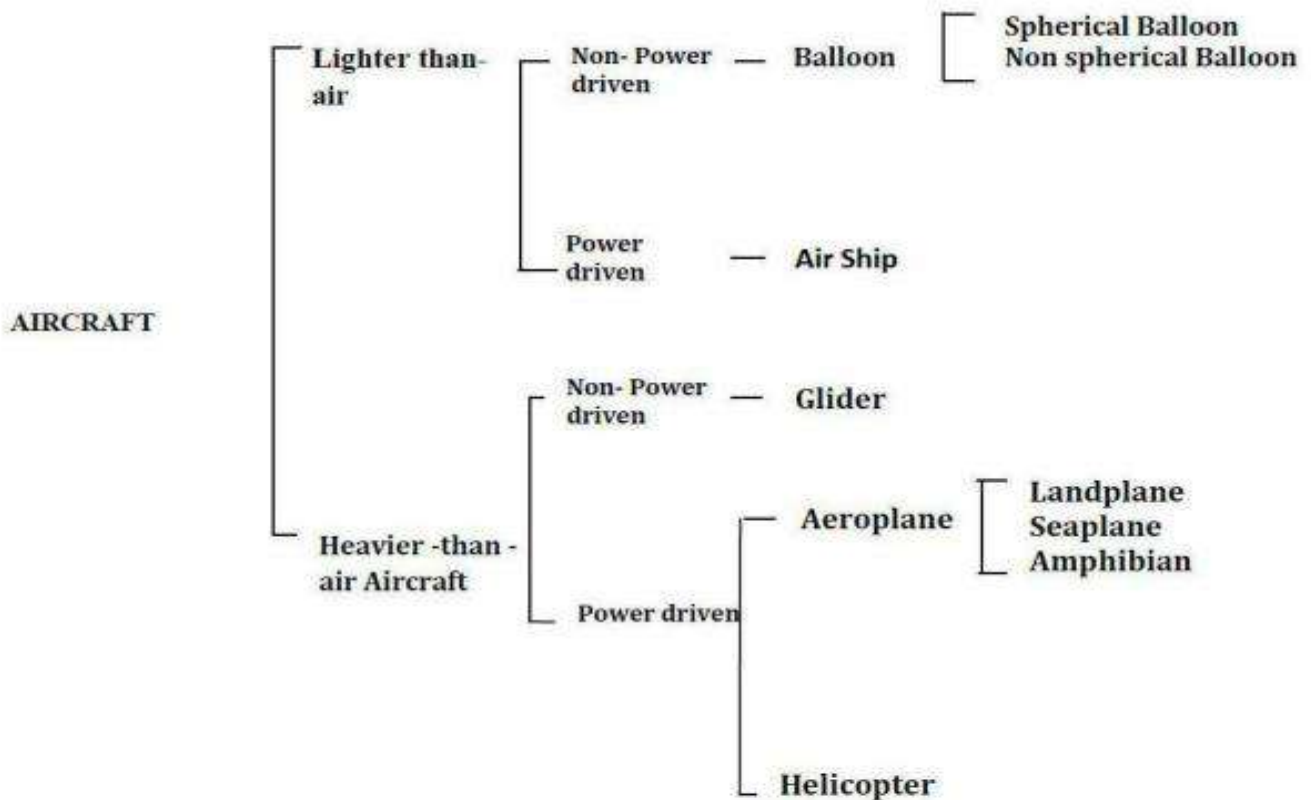 Spherical Balloon
Lighter than- Non- Power Balloon Non spherical Balloon
air driven
Power
driven Air Ship
AIRCRAFT
Non- Power Glider
driven
Landplane
Aeroplane Seaplane
Heavier -than - Amphibian
air Aircraft
Power driven
Helicopter